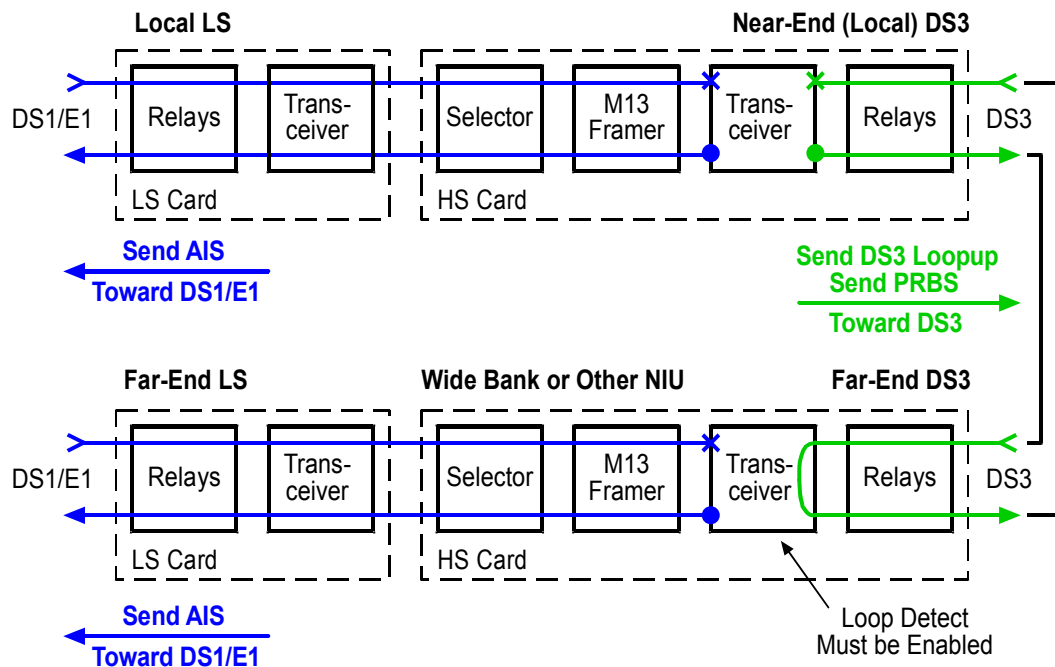 Local LS
Near-End (Local) DS3
DS1/E1
Relays
Trans-
ceiver
Selector
M13
Framer
Trans-
ceiver
Relays
DS3
LS Card
HS Card
Send AIS
Toward DS1/E1
Send DS3 Loopup
Send PRBS
Toward DS3
Far-End LS
Wide Bank or Other NIU
Far-End DS3
DS1/E1
Relays
Trans-
ceiver
Selector
M13
Framer
Trans-
ceiver
Relays
DS3
LS Card
HS Card
Send AIS
Toward DS1/E1
Loop Detect
Must be Enabled